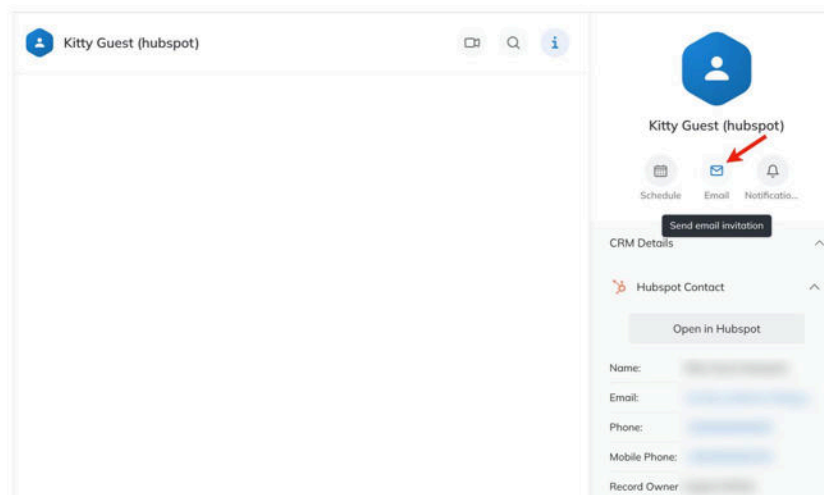 Kitty Guest (hubspot)
i
Kitty Guest (hubspot)
Schedule Email Notificatio...
Send email invitation
CRM Details
Hubspot Contact
Open in Hubspot
Name:
Email:
Phone:
Mobile Phone:
Record Owner